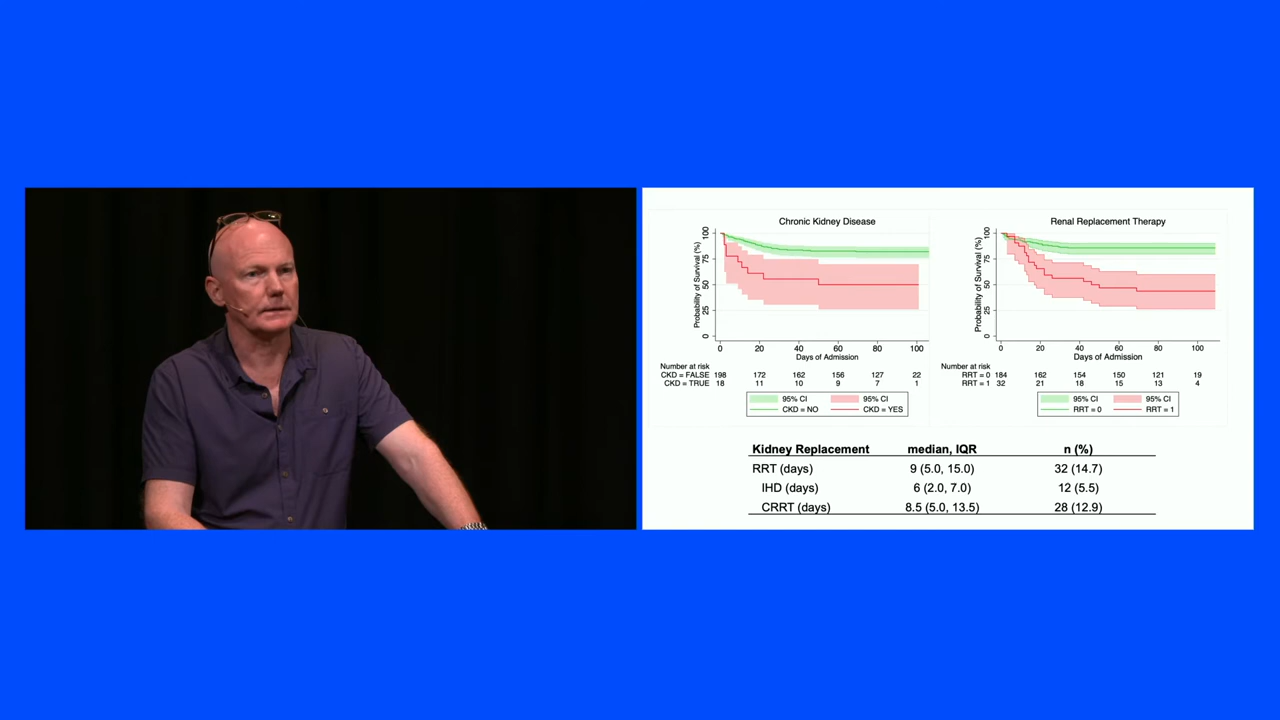 Chronic Kidney Disease
Probability of Survival (%)
100
75
50
25
0
0 20 40 60 80 100
Days of Admission
Number at risk
CKD = FALSE 198 172 162 156 127 22
CKD = TRUE 18 11 10 9 7 1
95% CI 95% CI
CKD = NO CKD = YES
Renal Replacement Therapy
Probability of Survival (%)
100
75
50
25
0
0 20 40 60 80 100
Days of Admission
Number at risk
RRT = 0 184 162 154 150 121 19
RRT = 1 32 21 18 15 13 4
95% CI 95% CI
RRT = 0 RRT = 1
Kidney Replacement median, IQR n (%)
RRT (days) 9 (5.0, 15.0) 32 (14.7)
IHD (days) 6 (2.0, 7.0) 12 (5.5)
CRRT (days) 8.5 (5.0, 13.5) 28 (12.9)